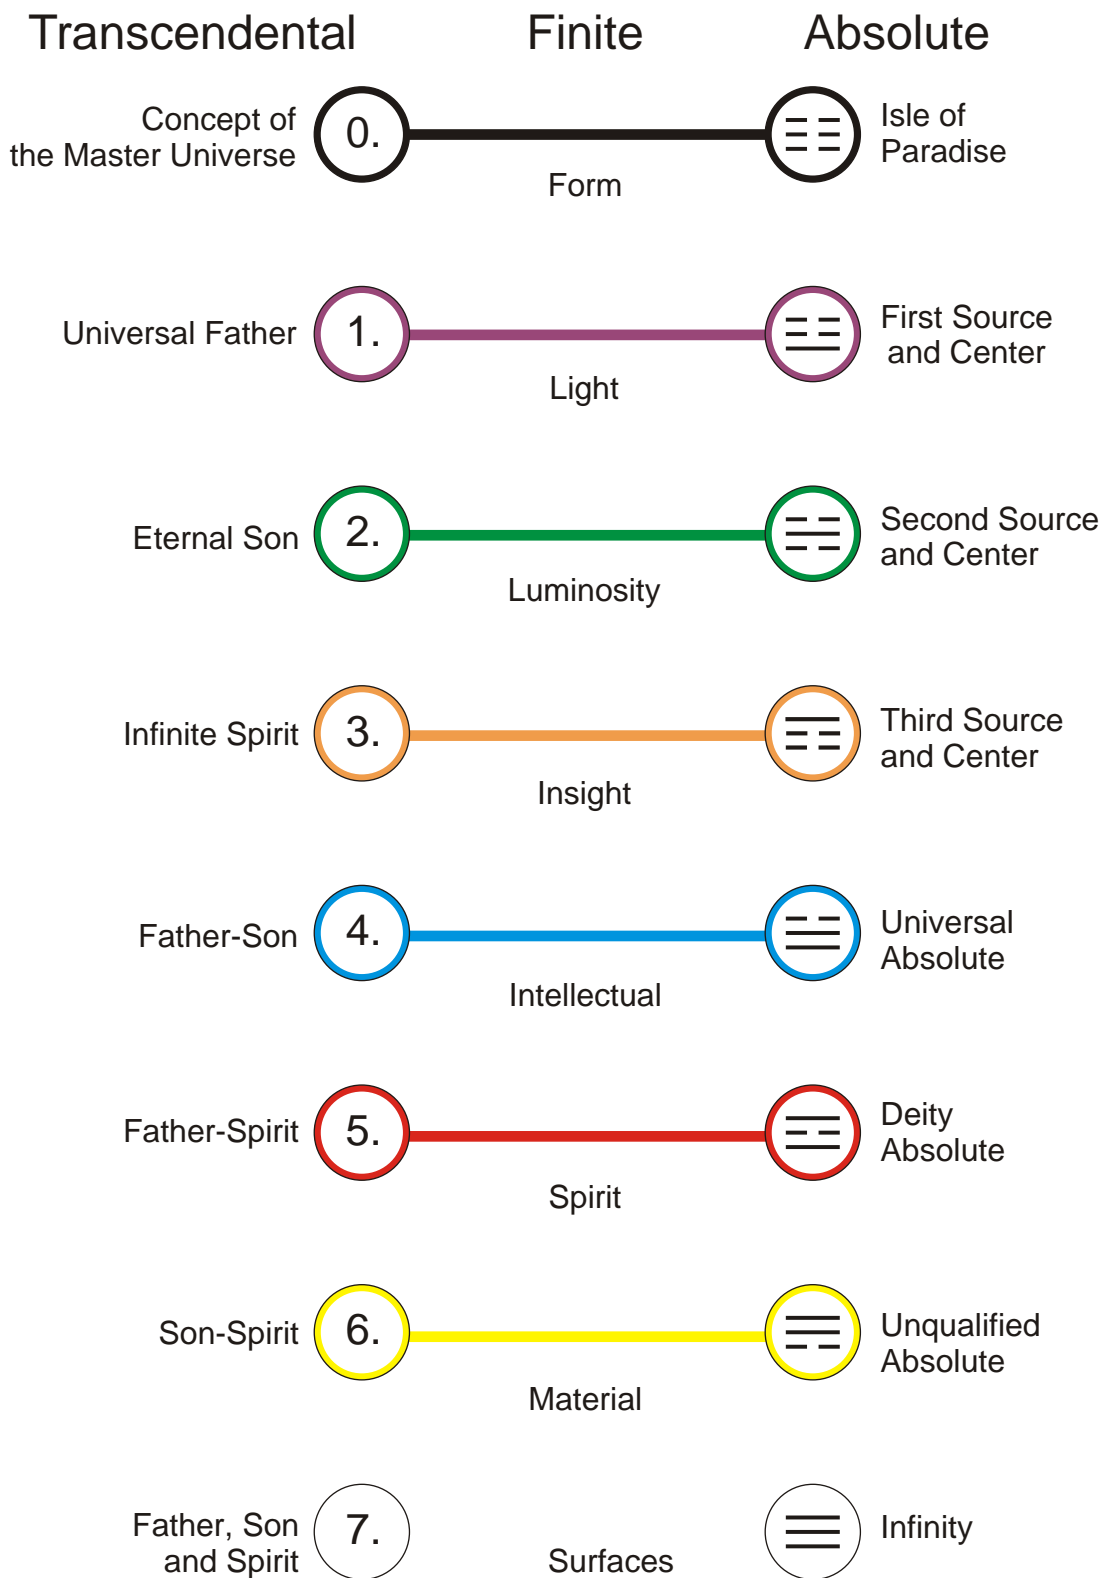 Transcendental Finite Absolute
Concept of
the Master Universe
0.
Form
Isle of
Paradise
Universal Father
1.
Light
First Source
and Center
Eternal Son
2.
Luminosity
Second Source
and Center
Infinite Spirit
3.
Insight
Third Source
and Center
Father-Son
4.
Intellectual
Universal
Absolute
Father-Spirit
5.
Spirit
Deity
Absolute
Son-Spirit
6.
Material
Unqualified
Absolute
Father, Son
and Spirit
7.
Surfaces
Infinity